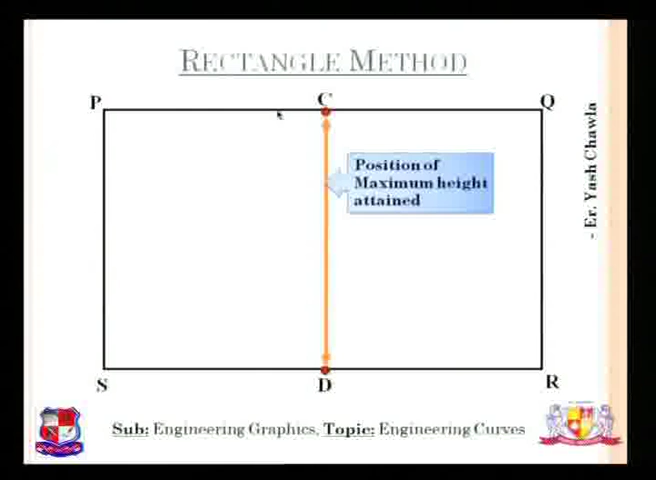 RECTANGLE METHOD
P
C
Q
Position of
Maximum height
attained
- Er. Yash Chawla
S
D
R
Sub: Engineering Graphics, Topic: Engineering Curves